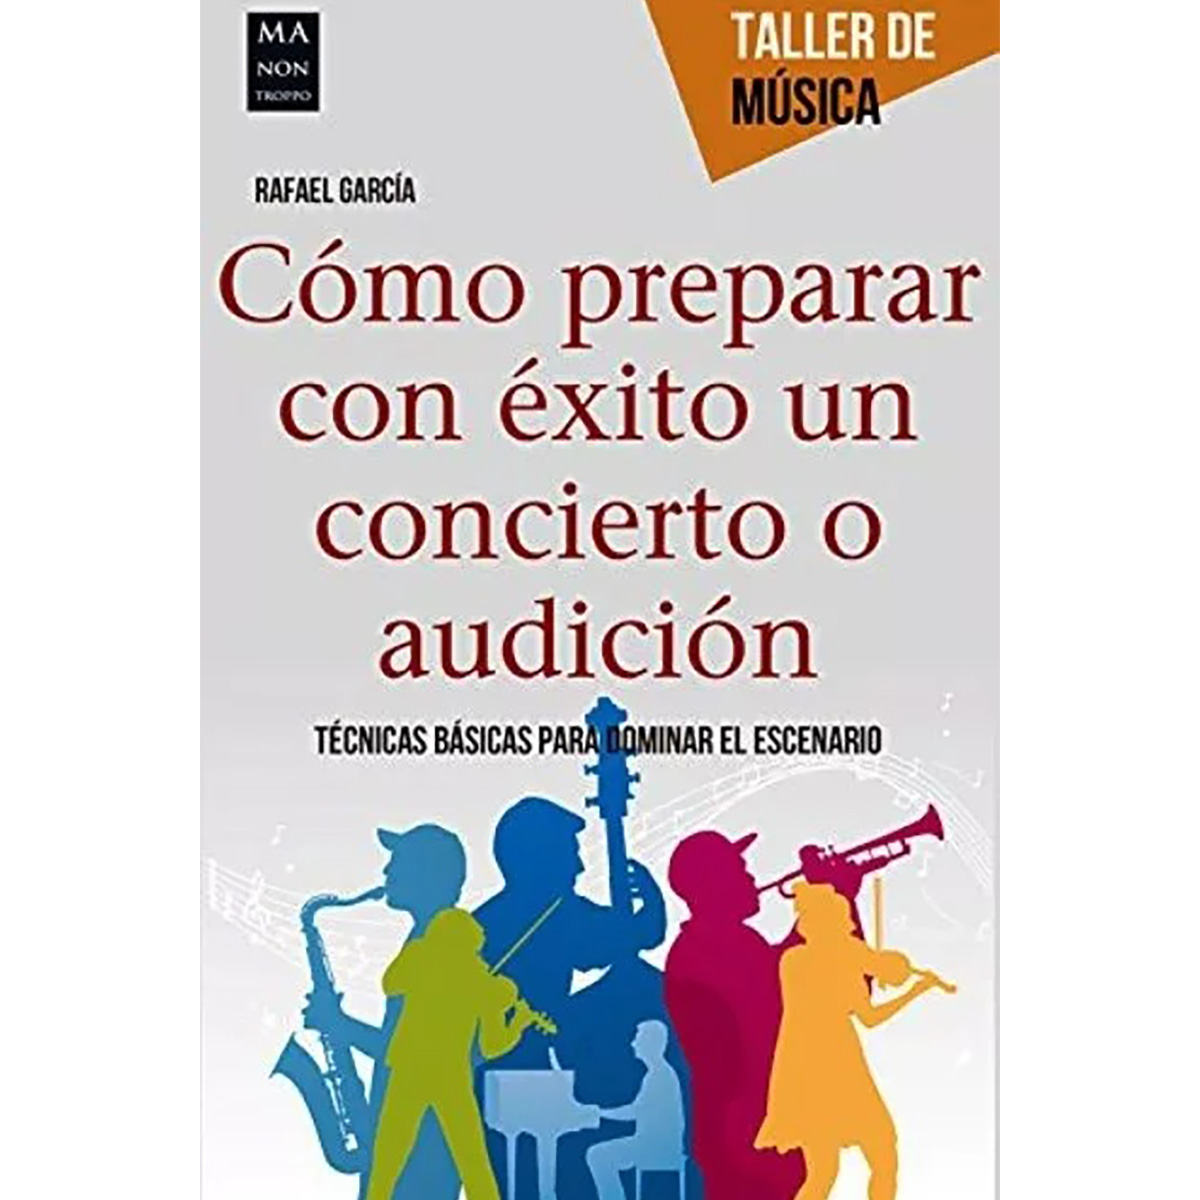 MA
NON
TROPPO
TALLER DE
MÚSICA
RAFAEL GARCÍA
Cómo preparar
con éxito un
concierto o
audición
TÉCNICAS BÁSICAS PARA DOMINAR EL ESCENARIO